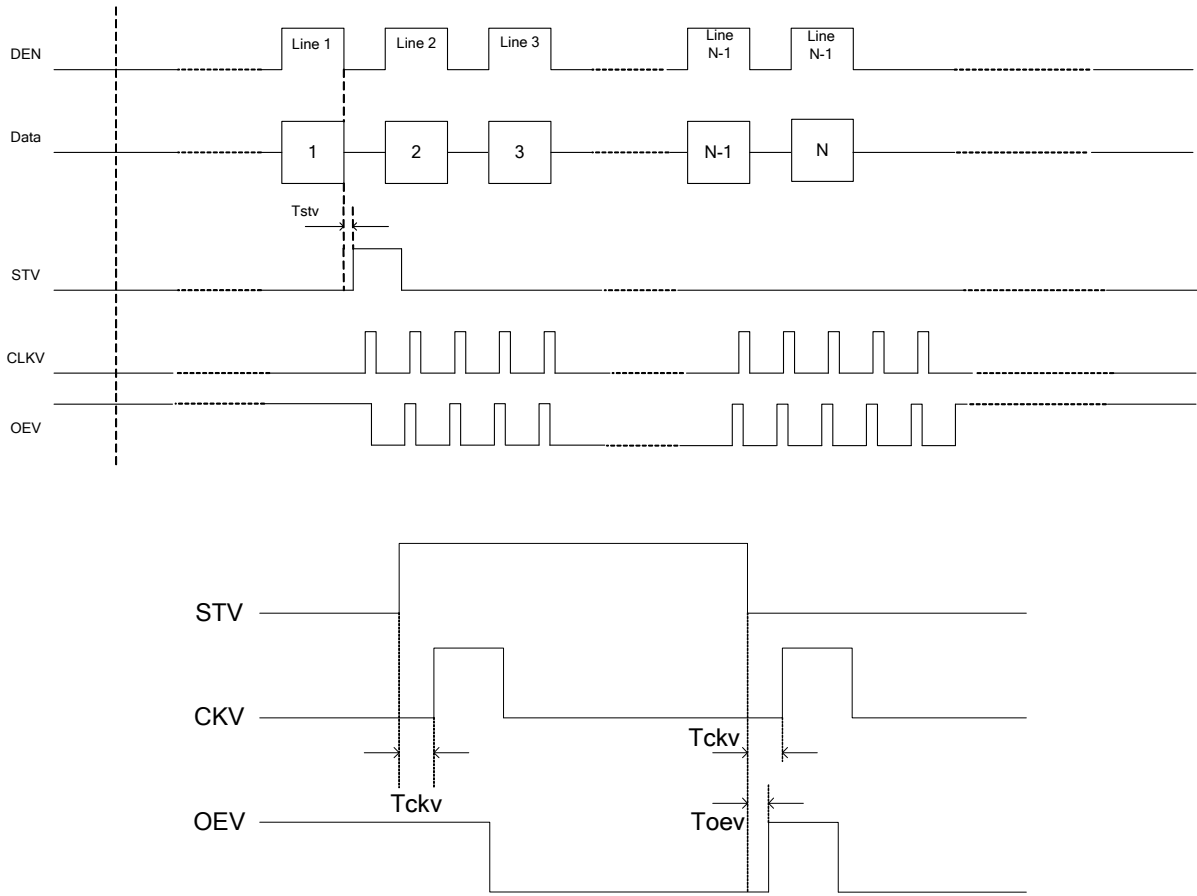 DEN
Line 1
Line 2
Line 3
Line
N-1
Line
N-1
Data
1
2
3
N-1
N
Tstv
STV
CLKV
OEV
STV
CKV
Tckv
Tckv
OEV
Toev